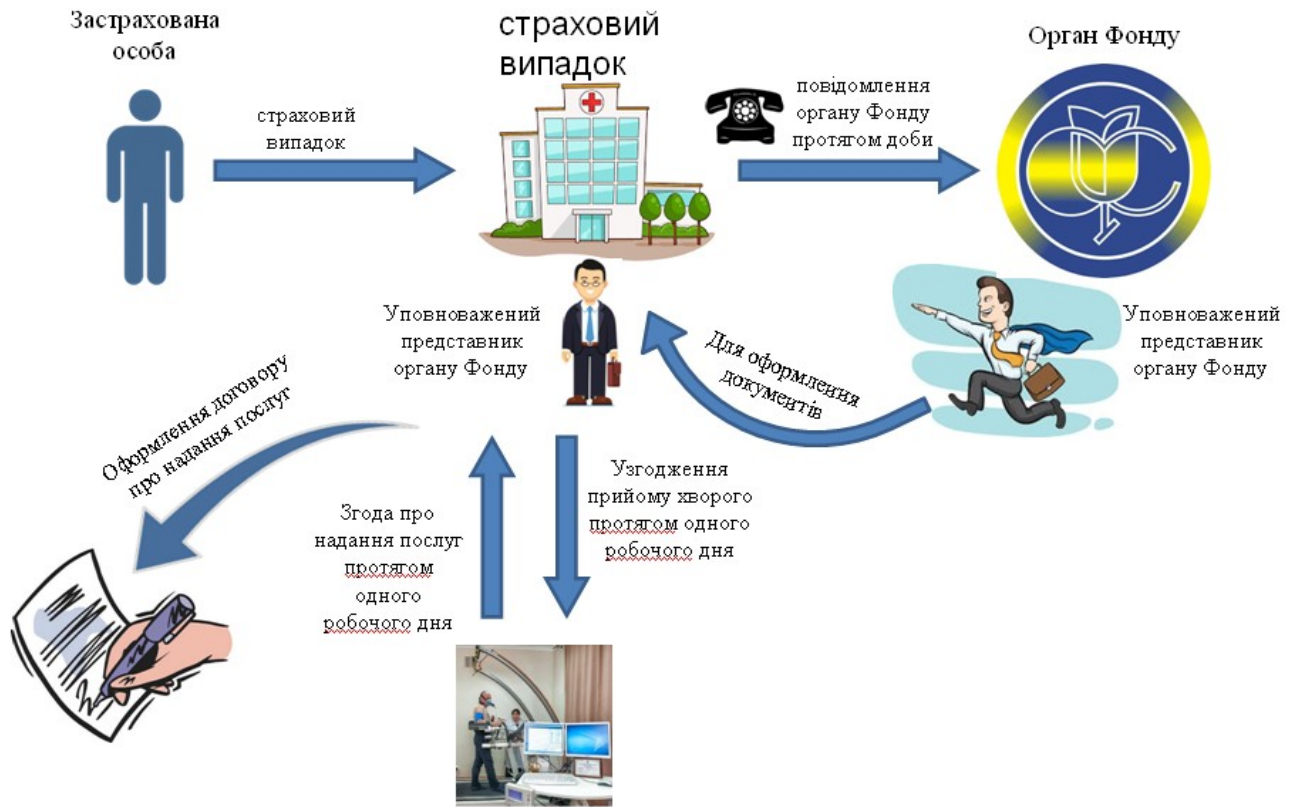 Застрахована
особа
страховий
випадок
страховий
випадок
повідомлення
органу Фонду
протягом доби
Орган Фонду
Уповноважений
представник
органу Фонду
Для оформлення
документів
Уповноважений
представник
органу Фонду
Оформлення договору
про надання послуг
Згода про
надання послуг
протягом
одного
робочого дня
Узгодження
прийому хворого
протягом одного
робочого дня